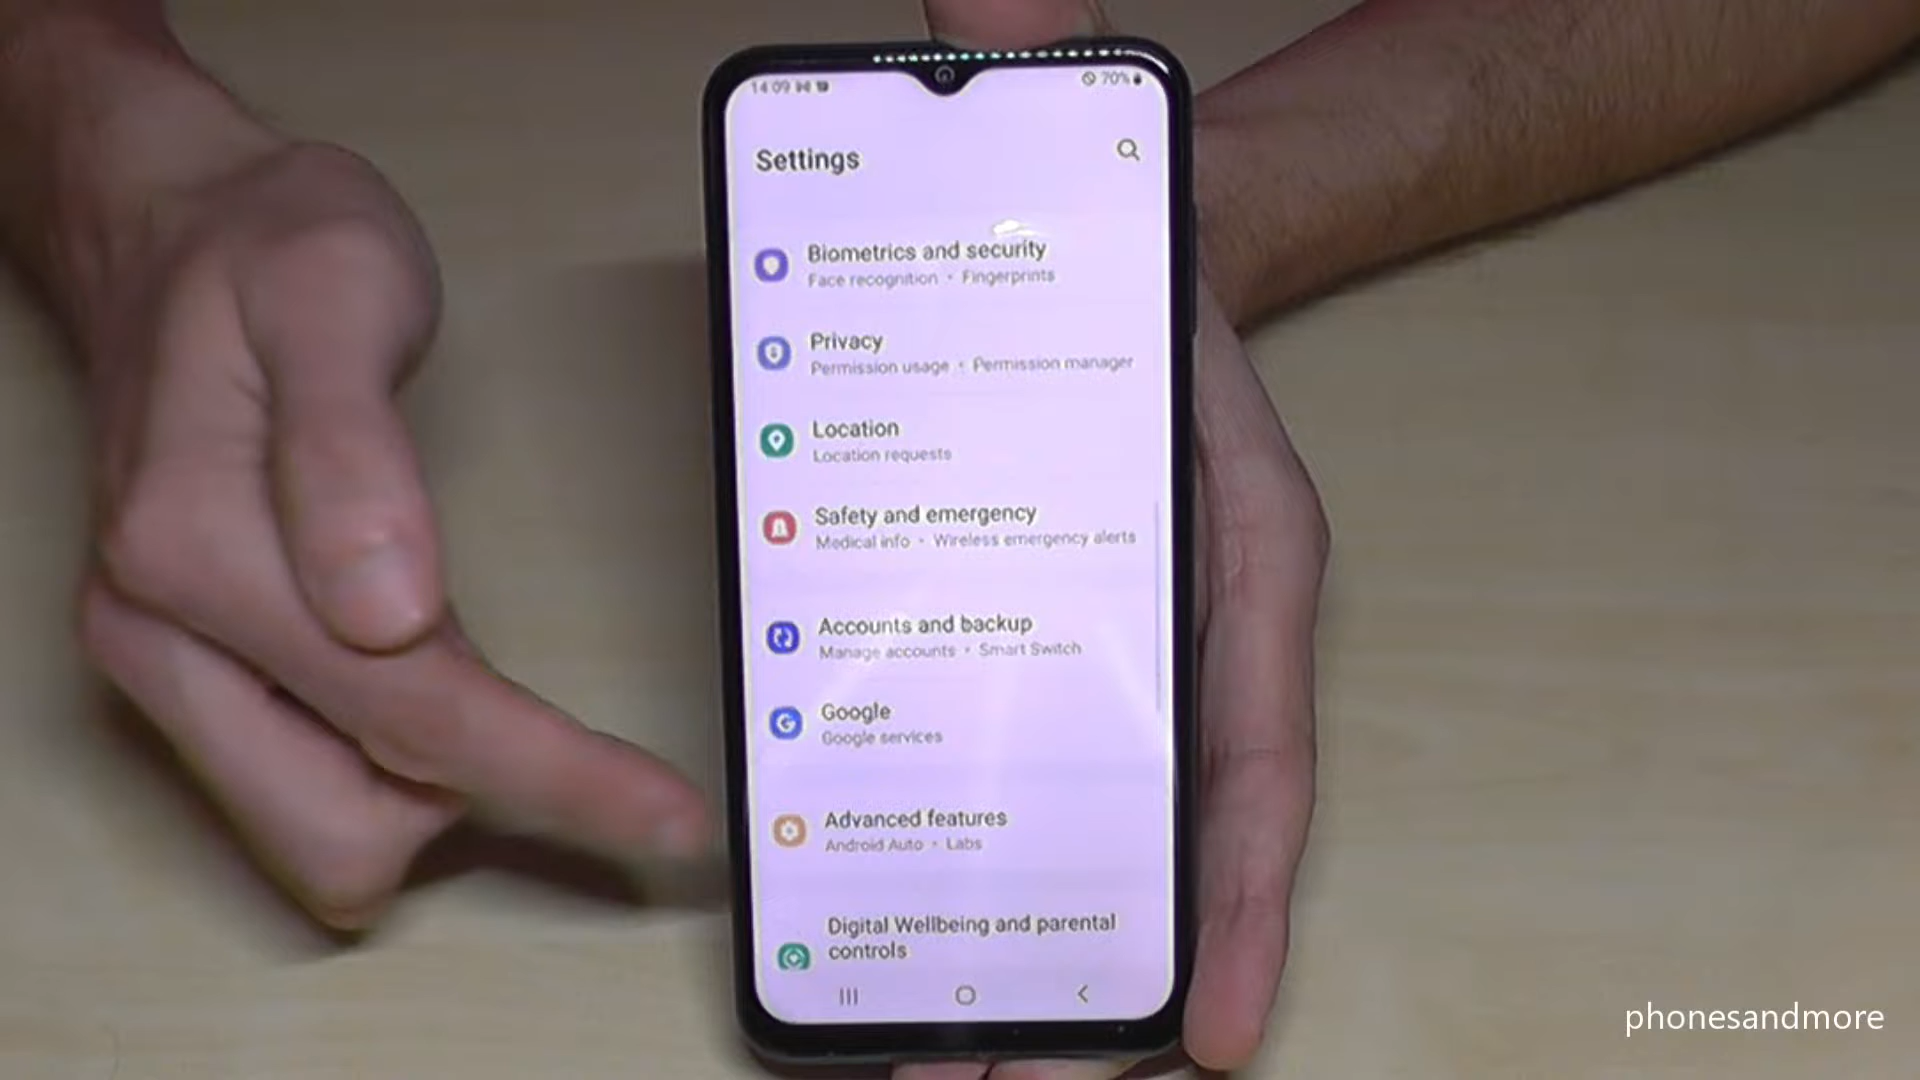 14:09
70%
Settings
Biometrics and security
Face recognition • Fingerprints
Privacy
Permission usage • Permission manager
Location
Location requests
Safety and emergency
Medical info • Wireless emergency alerts
Accounts and backup
Manage accounts • Smart Switch
Google
Google services
Advanced features
Android Auto • Labs
Digital Wellbeing and parental
controls
phonesandmore